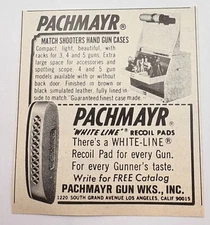 PACHMAYR®
MATCH SHOOTERS HAND GUN CASES
Compact, light, beautiful, with
racks for 3, 4 and 5 guns. Extra
large space for accessories and
spotting scope. 4 and 5 gun
models available with or without
back door. Finished in brown or
black simulated leather, fully lined in
side to match. "Guaranteed finest case made."
PACHMAYR®
"WHITE LINE"® RECOIL PADS
There's a WHITE-LINE®
Recoil Pad for every Gun.
For every Gunner's taste.
Write for FREE Catalog
PACHMAYR GUN WKS., INC.
1220 SOUTH GRAND AVENUE LOS ANGELES, CALIF 90015